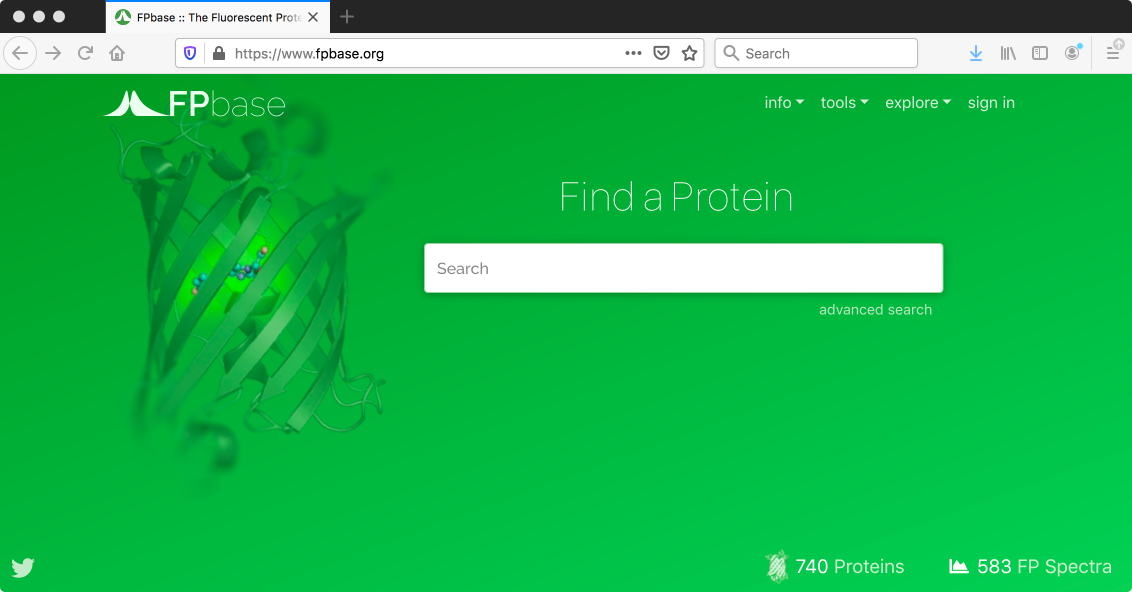 FPbase :: The Fluorescent Prote
https://www.fpbase.org
Search
FPbase
info
tools
explore
sign in
Find a Protein
Search
advanced search
740 Proteins
583 FP Spectra